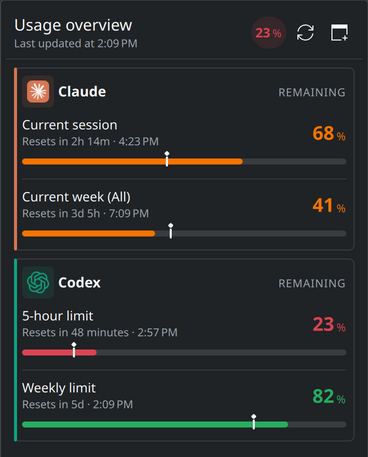 Usage overview
Last updated at 2:09 PM
23 %
Claude
REMAINING
Current session
Resets in 2h 14m · 4:23 PM
68 %
Current week (All)
Resets in 3d 5h · 7:09 PM
41 %
Codex
REMAINING
5-hour limit
Resets in 48 minutes · 2:57 PM
23 %
Weekly limit
Resets in 5d · 2:09 PM
82 %